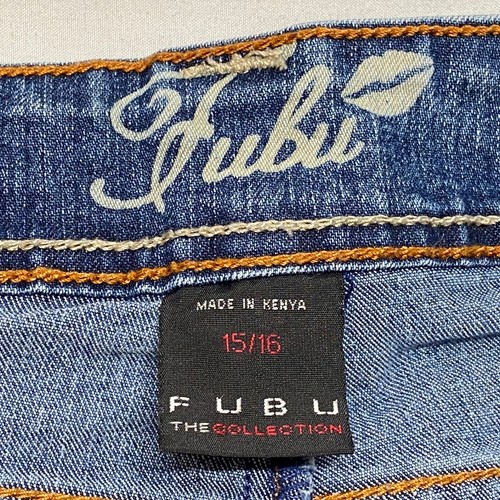 Fubu
MADE IN KENYA
15/16
FUBU
THE COLLECTION